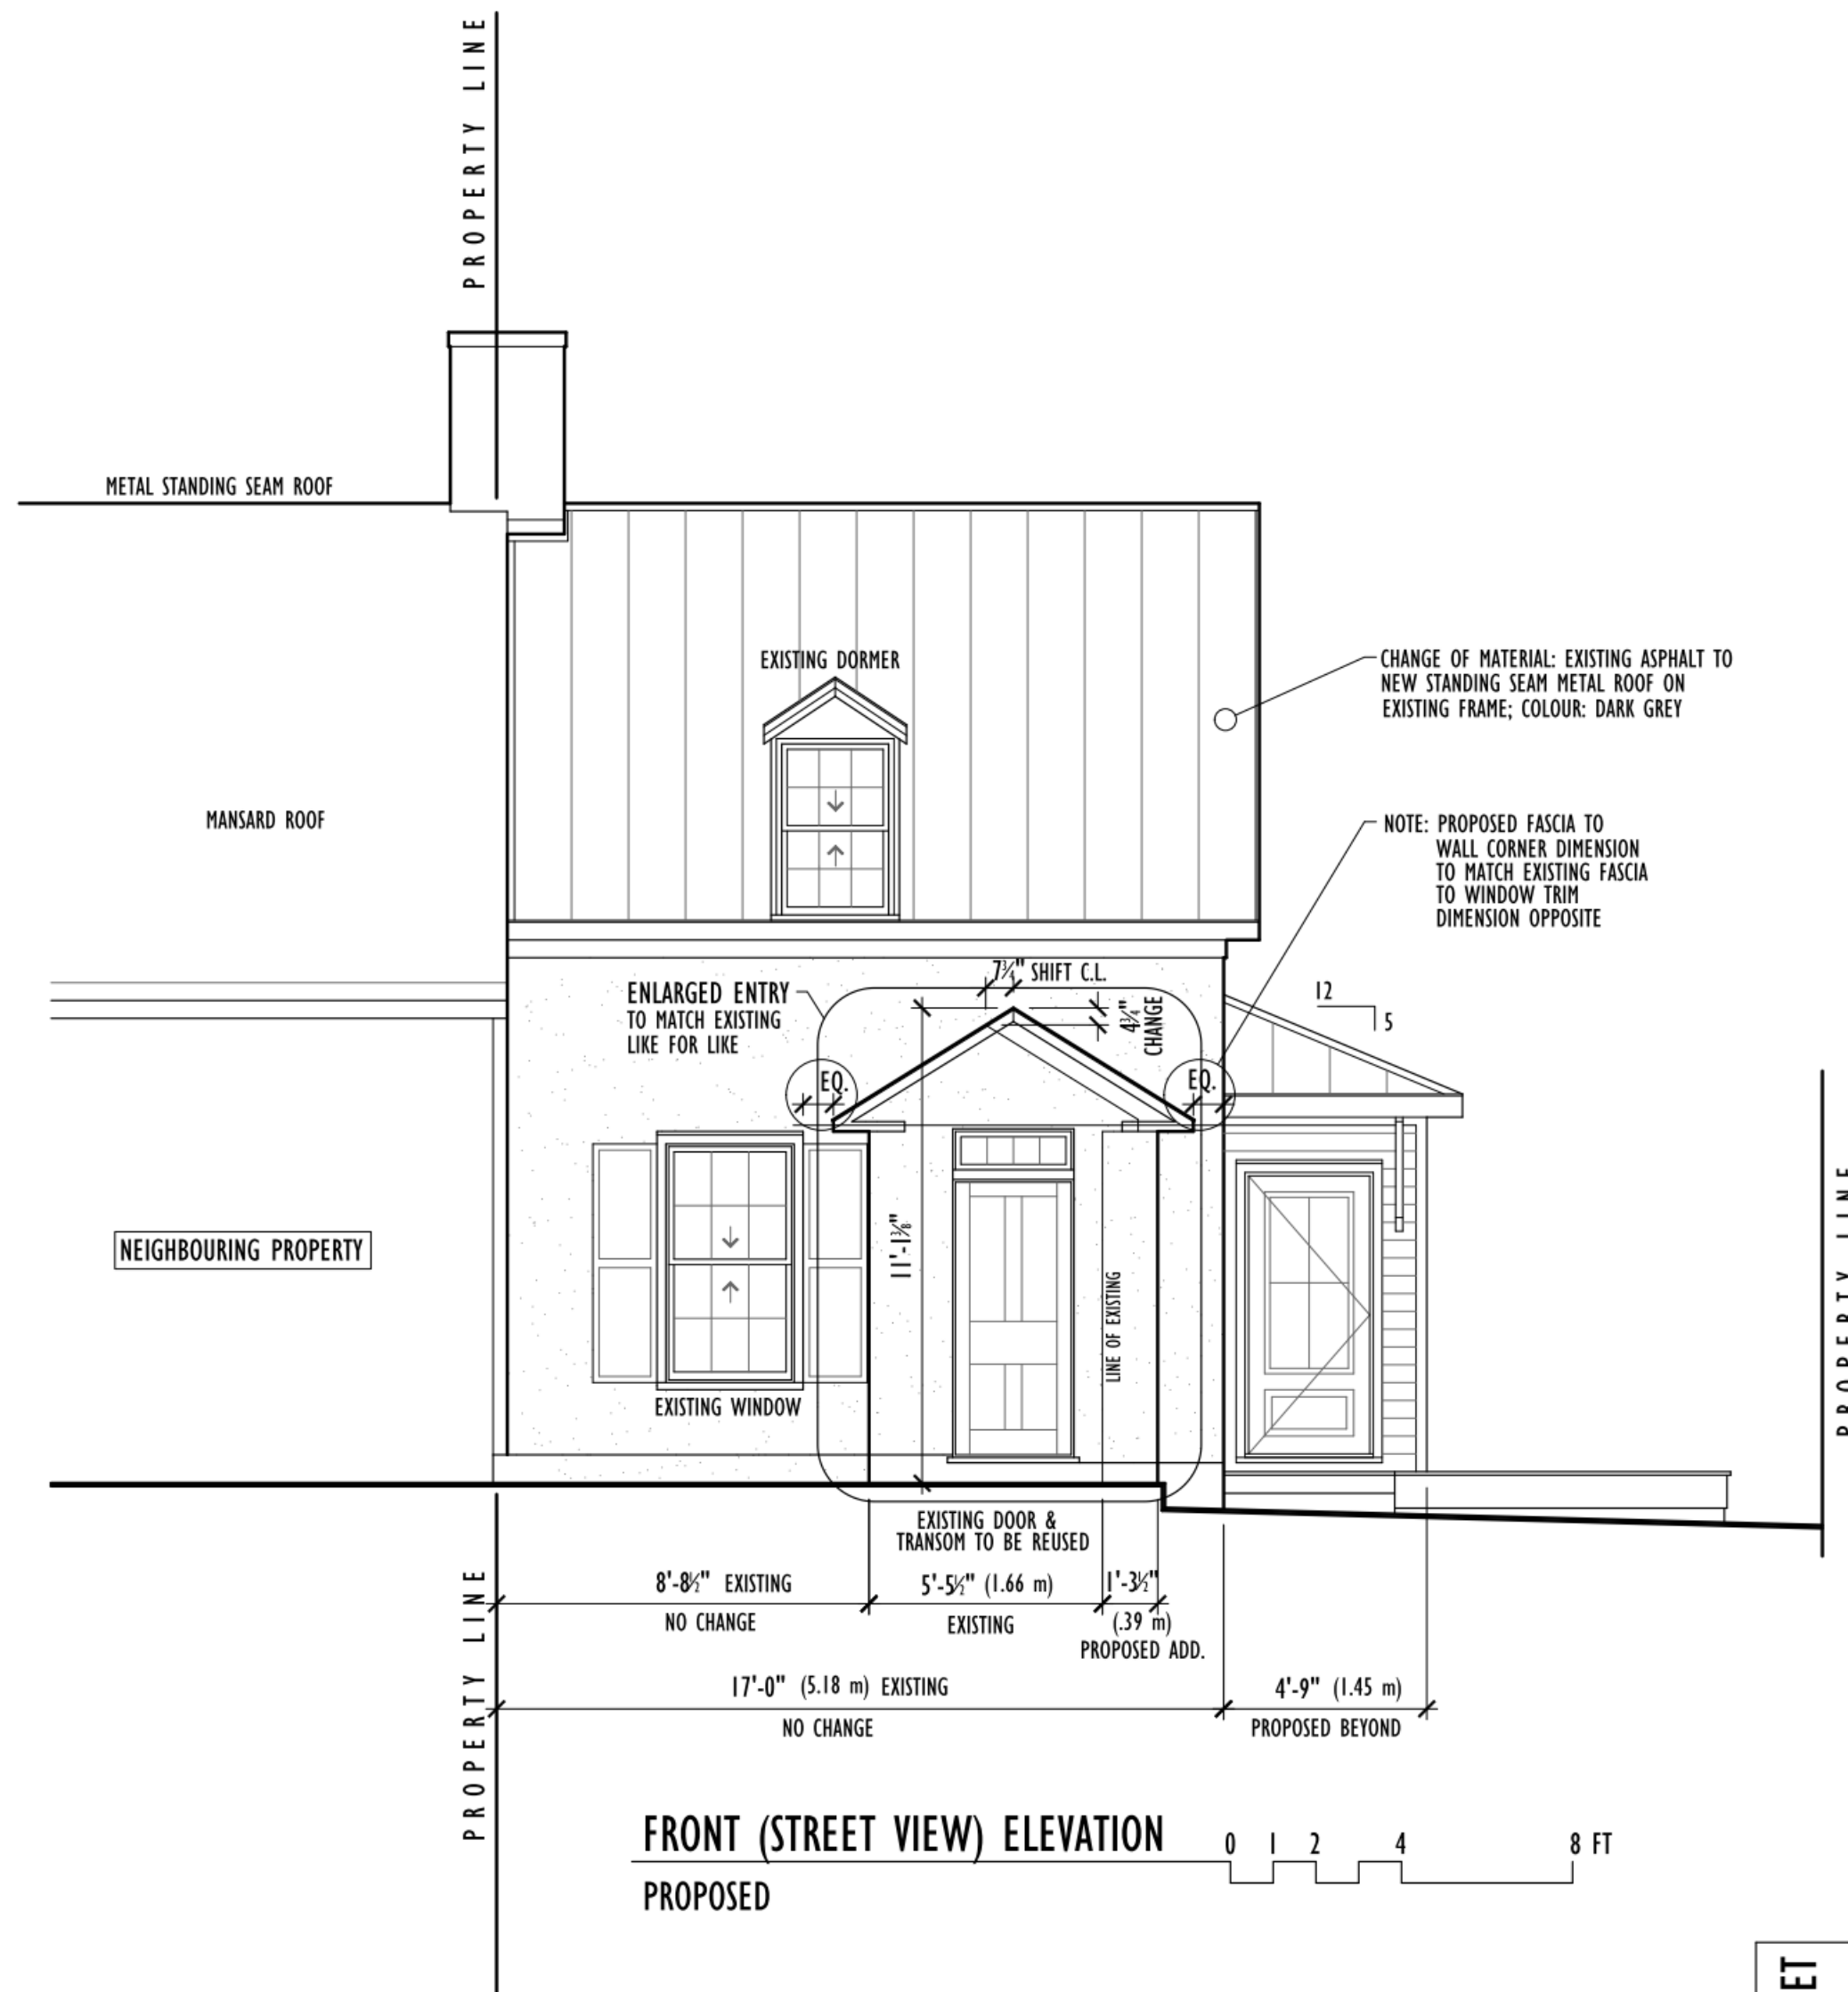 PROPERTY LINE
METAL STANDING SEAM ROOF
EXISTING DORMER
CHANGE OF MATERIAL: EXISTING ASPHALT TO
NEW STANDING SEAM METAL ROOF ON
EXISTING FRAME; COLOUR: DARK GREY
MANSARD ROOF
NOTE: PROPOSED FASCIA TO
WALL CORNER DIMENSION
TO MATCH EXISTING FASCIA
TO WINDOW TRIM
DIMENSION OPPOSITE
7¾" SHIFT C.L.
ENLARGED ENTRY
TO MATCH EXISTING
LIKE FOR LIKE
4¾"
CHANGE
12
5
EQ.
EQ.
PROPERTY LINE
NEIGHBOURING PROPERTY
11'-1⅜"
LINE OF EXISTING
EXISTING WINDOW
EXISTING DOOR &
TRANSOM TO BE REUSED
8'-8½" EXISTING
NO CHANGE
5'-5½" (1.66 m)
EXISTING
1'-3½"
(.39 m)
PROPOSED ADD.
PROPERTY LINE
17'-0" (5.18 m) EXISTING
NO CHANGE
4'-9" (1.45 m)
PROPOSED BEYOND
FRONT (STREET VIEW) ELEVATION
PROPOSED
0 1 2 4 8 FT
ET